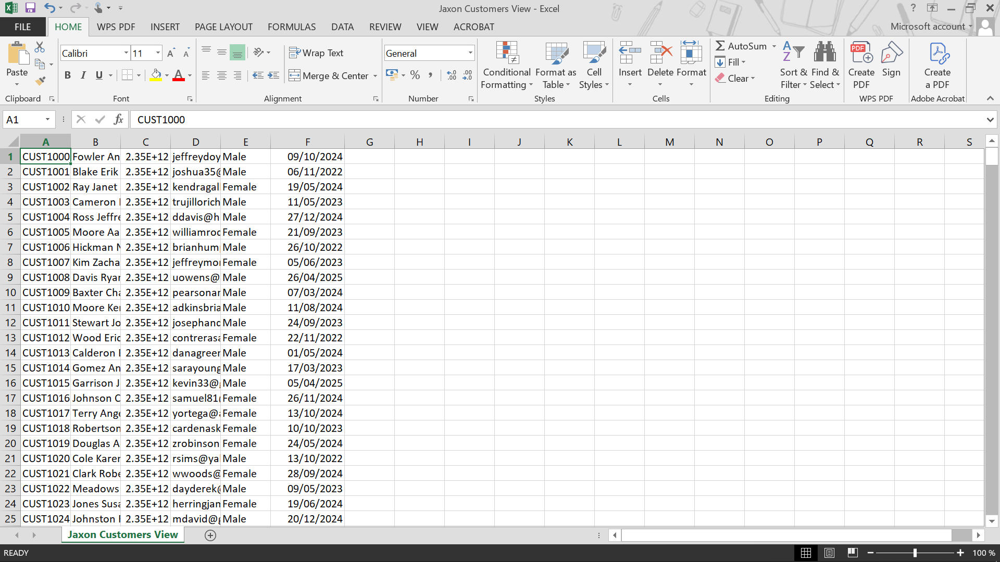 Jaxon Customers View - Excel
?
FILE HOME WPS PDF INSERT PAGE LAYOUT FORMULAS DATA REVIEW VIEW ACROBAT Microsoft account
Paste Calibri 11 Wrap Text General Conditional Formatting Format as Table Cell Styles Insert Delete Format AutoSum Fill Clear Sort & Filter Find & Select Create PDF Sign Create a PDF
B I U A Merge & Center %
Clipboard Font Alignment Number Styles Cells Editing WPS PDF Adobe Acrobat
A1 fx CUST1000
A B C D E F G H I J K L M N O P Q R S
1 CUST1000 Fowler An 2.35E+12 jeffreydoy Male 09/10/2024
2 CUST1001 Blake Erik 2.35E+12 joshua35@ Male 06/11/2022
3 CUST1002 Ray Janet 2.35E+12 kendragal Female 19/05/2024
4 CUST1003 Cameron 2.35E+12 trujillorich Male 11/05/2023
5 CUST1004 Ross Jeffre 2.35E+12 ddavis@h Male 27/12/2024
6 CUST1005 Moore Aa 2.35E+12 williamroc Female 21/09/2023
7 CUST1006 Hickman 2.35E+12 brianhum Male 26/10/2022
8 CUST1007 Kim Zacha 2.35E+12 jeffreymo Female 05/06/2023
9 CUST1008 Davis Ryan 2.35E+12 uowens@ Male 26/04/2025
10 CUST1009 Baxter Cha 2.35E+12 pearsonar Male 07/03/2024
11 CUST1010 Moore Ke 2.35E+12 adkinsbria Male 11/08/2024
12 CUST1011 Stewart Jo 2.35E+12 josephand Male 24/09/2023
13 CUST1012 Wood Eric 2.35E+12 contrerasa Female 22/11/2022
14 CUST1013 Calderon 2.35E+12 danagreer Male 01/05/2024
15 CUST1014 Gomez An 2.35E+12 sarayoung Male 17/03/2023
16 CUST1015 Garrison J 2.35E+12 kevin33@ Male 05/04/2025
17 CUST1016 Johnson C 2.35E+12 samuel81 Female 26/11/2024
18 CUST1017 Terry Ange 2.35E+12 yortega@ Female 13/10/2024
19 CUST1018 Robertson 2.35E+12 cardenask Female 10/10/2023
20 CUST1019 Douglas A 2.35E+12 zrobinson Female 24/05/2024
21 CUST1020 Cole Karer 2.35E+12 rsims@ya Male 13/10/2022
22 CUST1021 Clark Robe 2.35E+12 wwoods@ Female 28/09/2024
23 CUST1022 Meadows 2.35E+12 dayderek@ Male 09/05/2023
24 CUST1023 Jones Susa 2.35E+12 herringjam Female 19/06/2024
25 CUST1024 Johnston 2.35E+12 mdavid@g Male 20/12/2024
Jaxon Customers View
READY 100 %